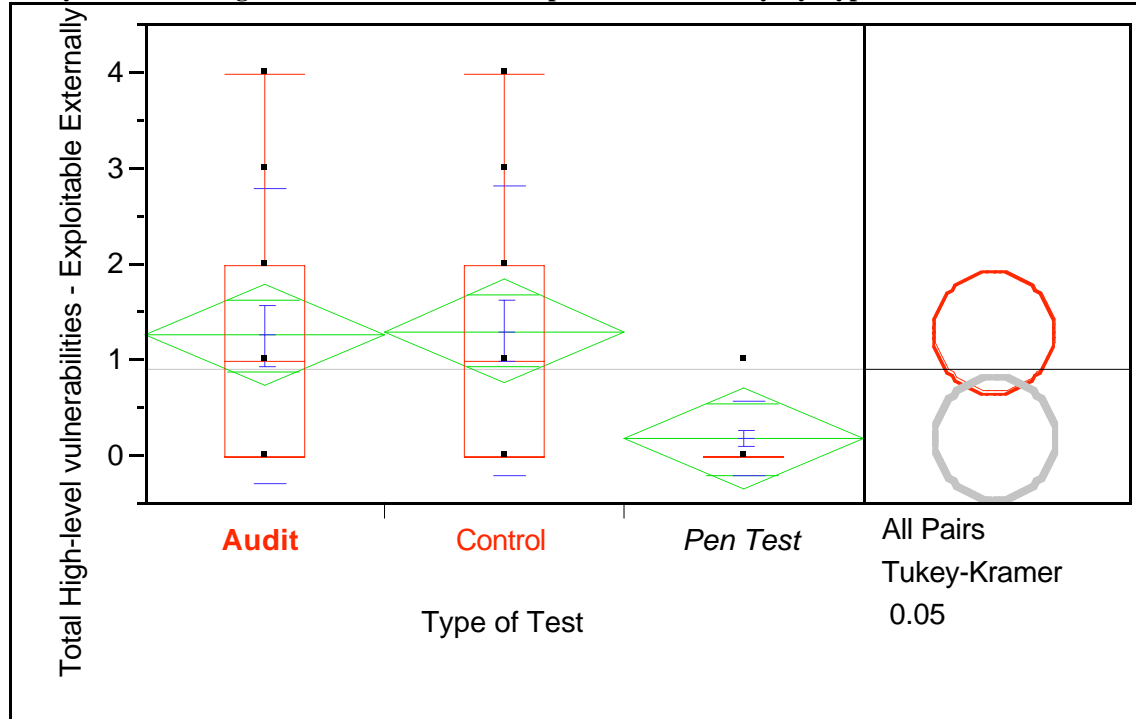 Total High-level vulnerabilities - Exploitable Externally
4
3
2
1
0
Audit
Control
Pen Test
Type of Test
All Pairs
Tukey-Kramer
0.05